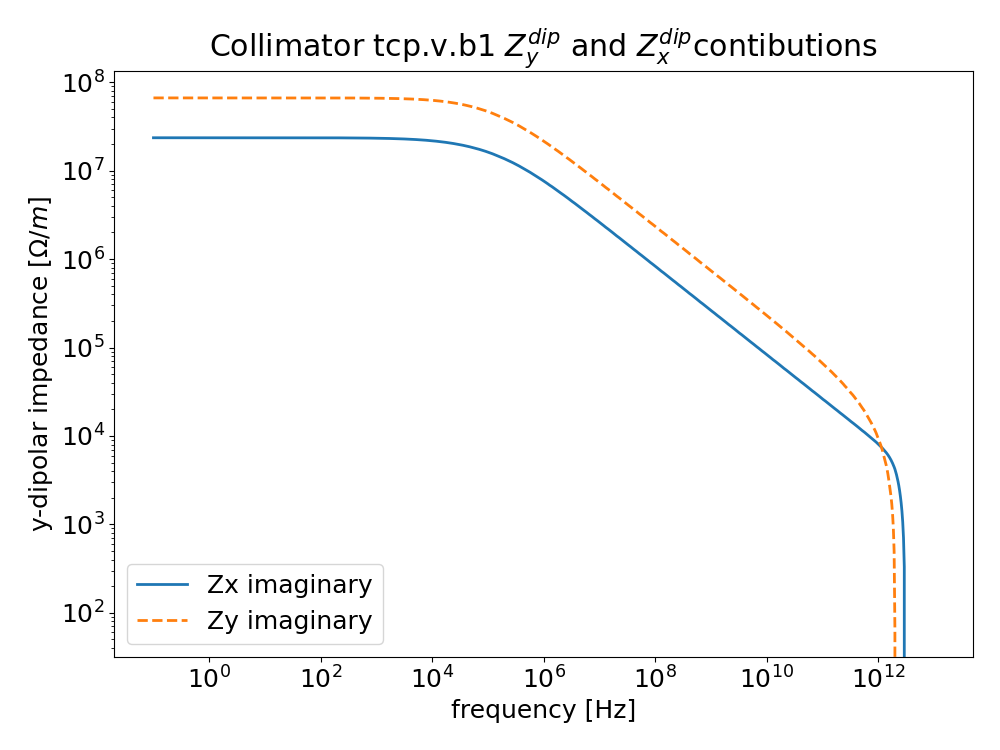 Collimator tcp.v.b1 $Z_y^{dip}$ and $Z_x^{dip}$contibutions
y-dipolar impedance [Ω/m]
10^8
10^7
10^6
10^5
10^4
10^3
10^2
Zx imaginary
Zy imaginary
10^0 10^2 10^4 10^6 10^8 10^10 10^12
frequency [Hz]